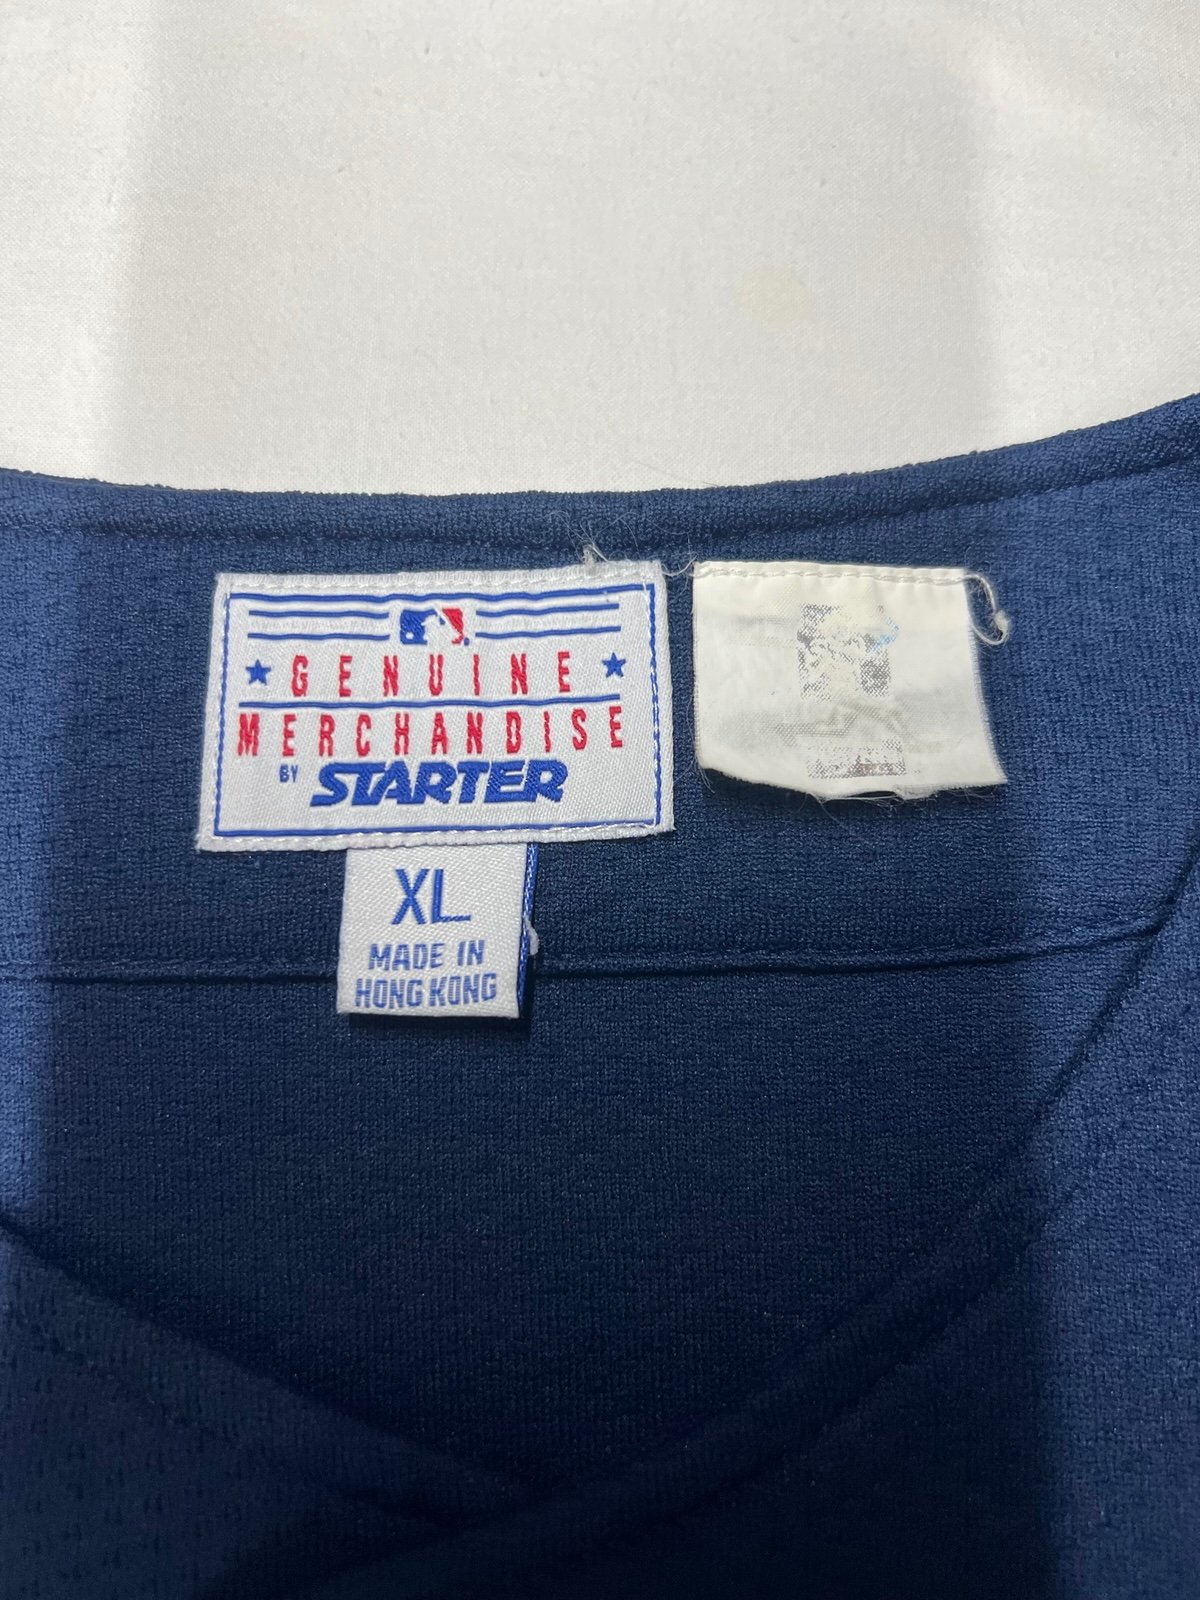 GENUINE
MERCHANDISE
BY STARTER
XL
MADE IN
HONG KONG